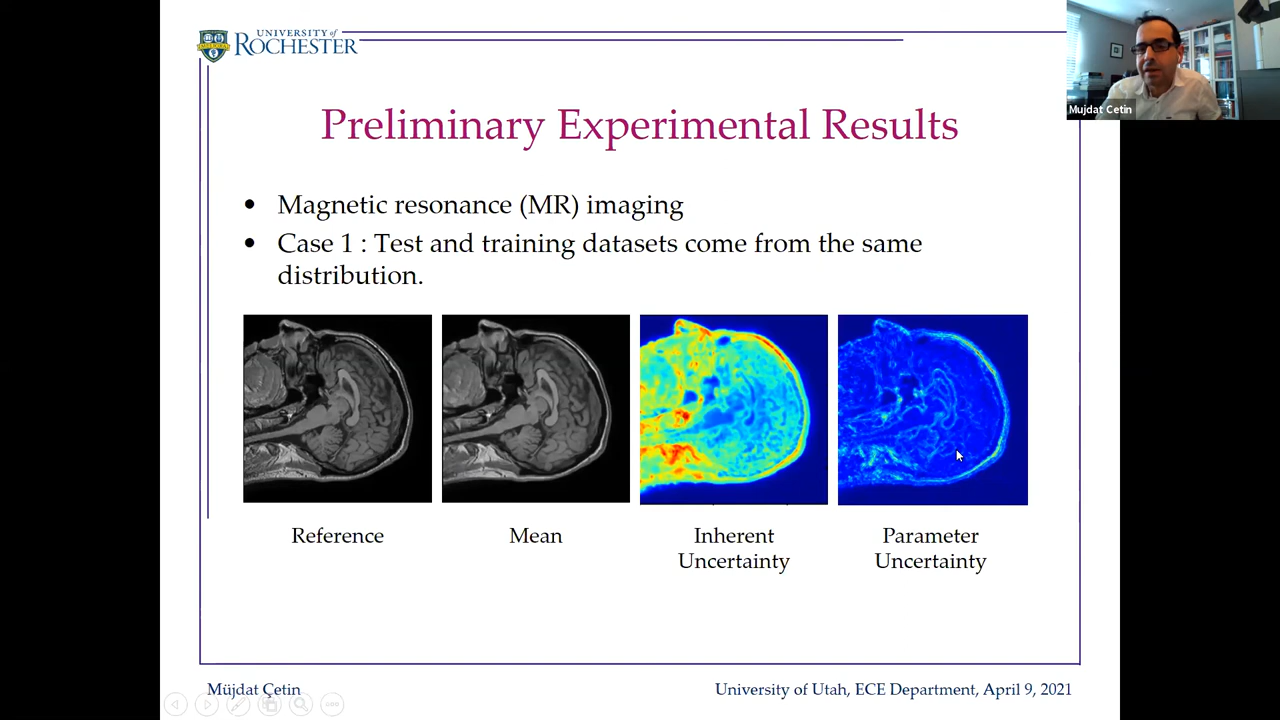 UNIVERSITY of
ROCHESTER
Mujdat Cetin
Preliminary Experimental Results
• Magnetic resonance (MR) imaging
• Case 1 : Test and training datasets come from the same
distribution.
Reference
Mean
Inherent
Uncertainty
Parameter
Uncertainty
Müjdat Çetin
University of Utah, ECE Department, April 9, 2021